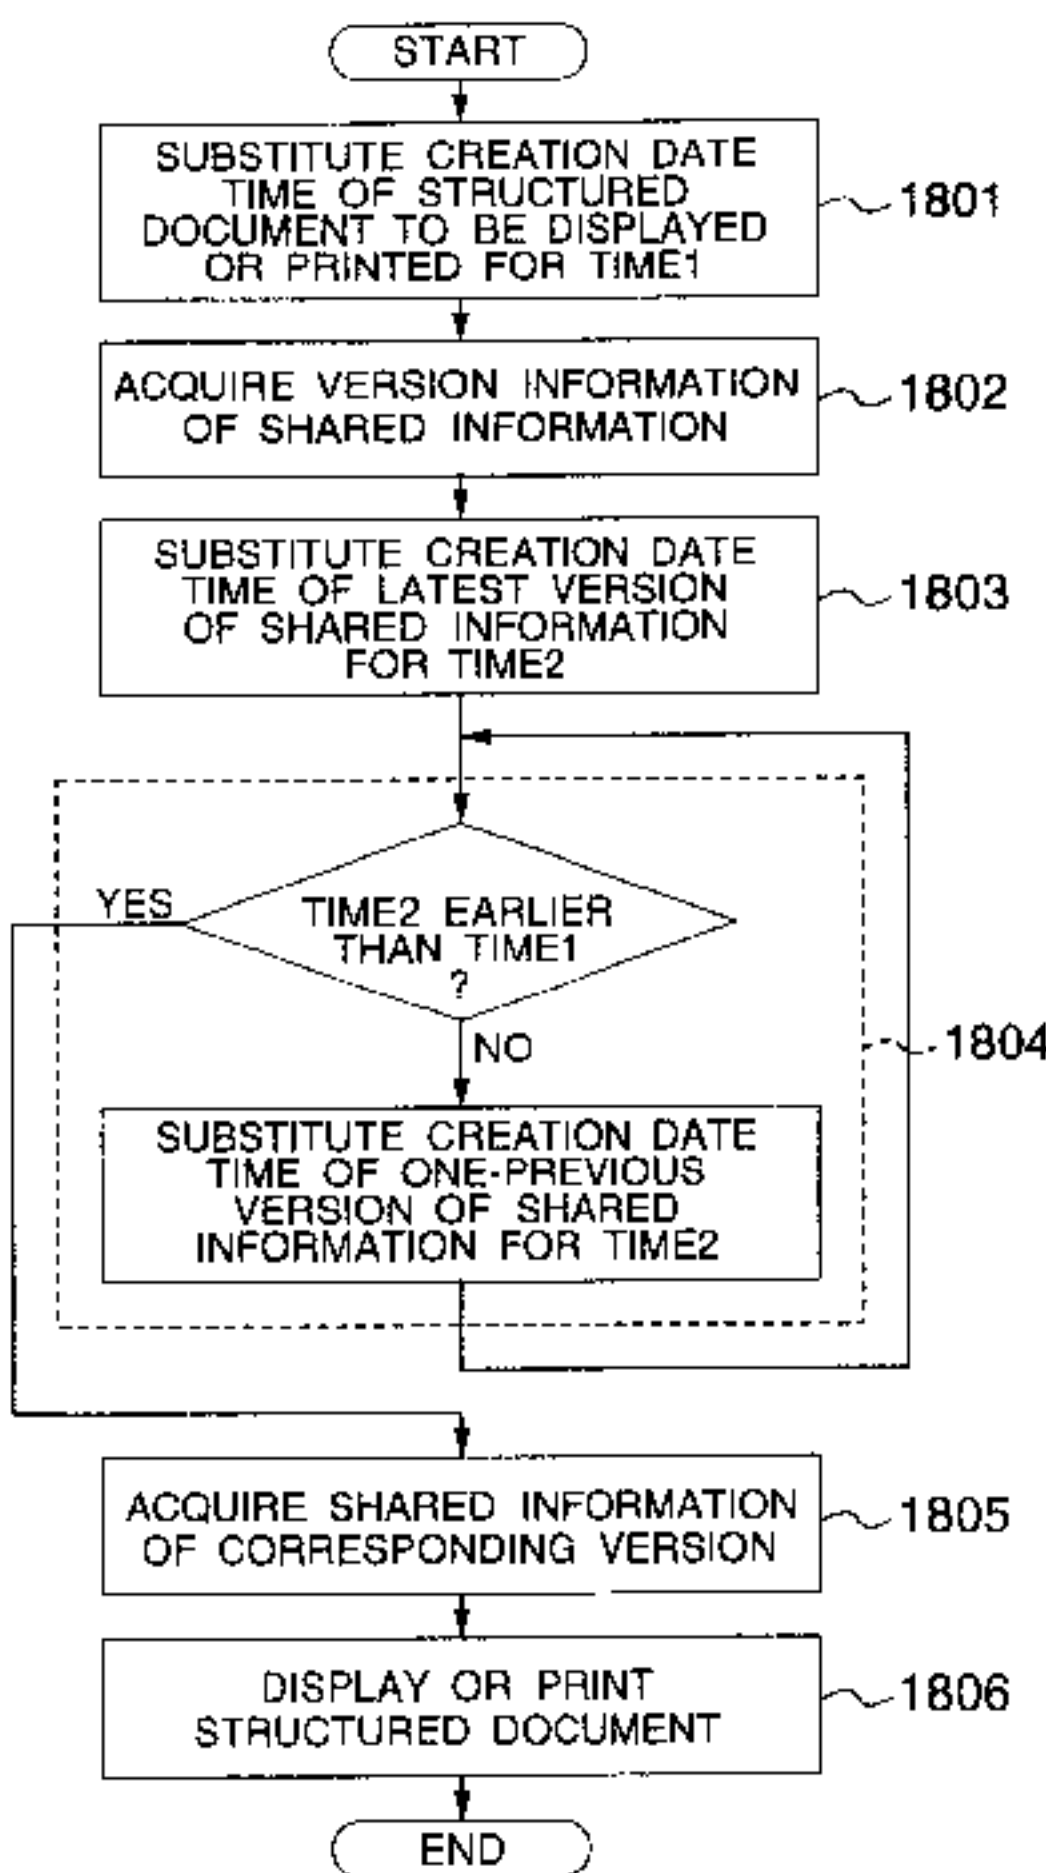 START
SUBSTITUTE CREATION DATE
TIME OF STRUCTURED
DOCUMENT TO BE DISPLAYED
OR PRINTED FOR TIME1
1801
ACQUIRE VERSION INFORMATION
OF SHARED INFORMATION
1802
SUBSTITUTE CREATION DATE
TIME OF LATEST VERSION
OF SHARED INFORMATION
FOR TIME2
1803
YES
TIME2 EARLIER
THAN TIME1
?
NO
1804
SUBSTITUTE CREATION DATE
TIME OF ONE-PREVIOUS
VERSION OF SHARED
INFORMATION FOR TIME2
ACQUIRE SHARED INFORMATION
OF CORRESPONDING VERSION
1805
DISPLAY OR PRINT
STRUCTURED DOCUMENT
1806
END